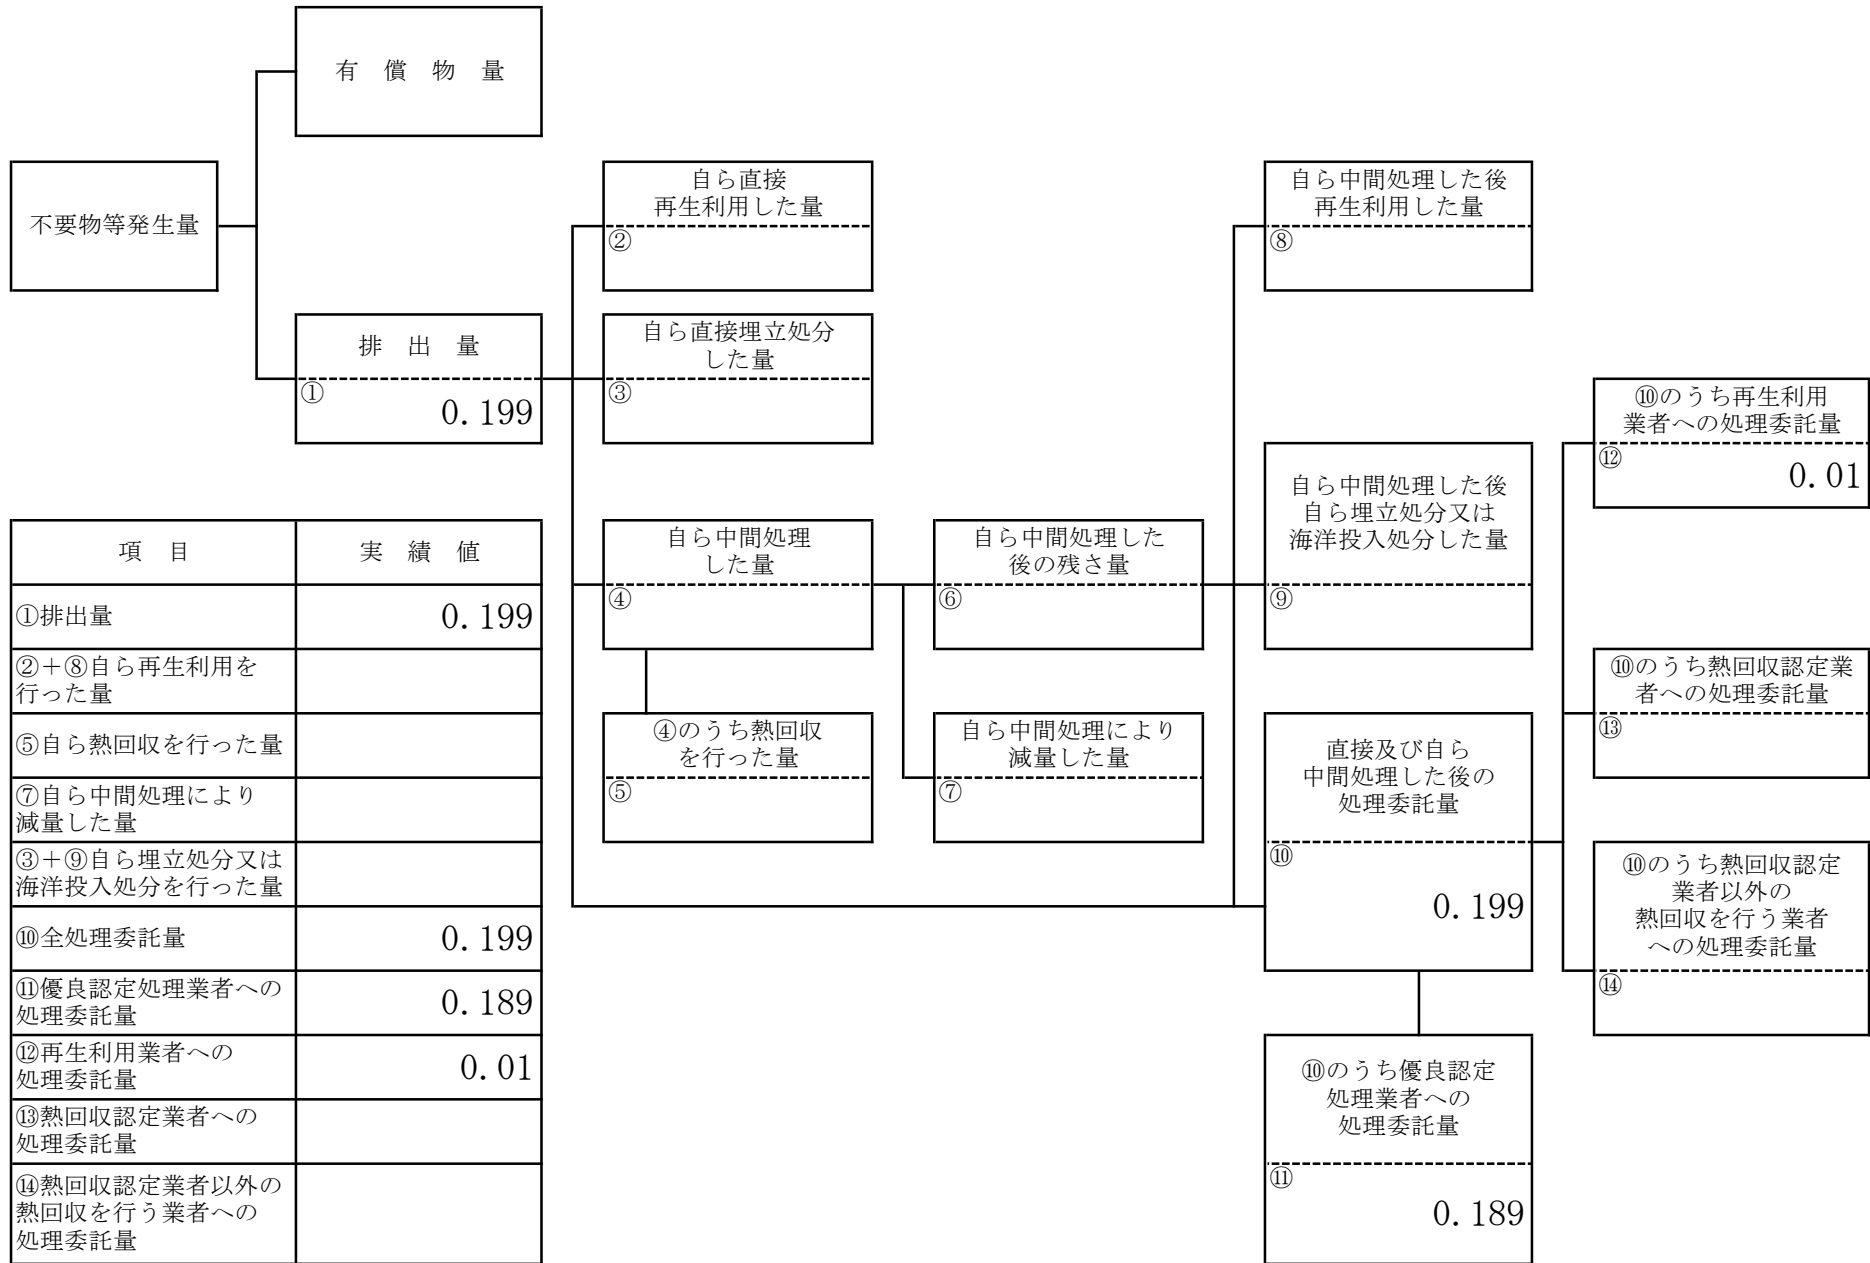 有　償　物　量
不要物等発生量
排　出　量
①
0.199
自ら直接
再生利用した量
②
自ら直接埋立処分
した量
③
自ら中間処理
した量
④
④のうち熱回収
を行った量
⑤
自ら中間処理した
後の残さ量
⑥
自ら中間処理により
減量した量
⑦
自ら中間処理した後
再生利用した量
⑧
自ら中間処理した後
自ら埋立処分又は
海洋投入処分した量
⑨
直接及び自ら
中間処理した後の
処理委託量
⑩
0.199
⑩のうち優良認定
処理業者への
処理委託量
⑪
0.189
⑩のうち再生利用
業者への処理委託量
⑫
0.01
⑩のうち熱回収認定業
者への処理委託量
⑬
⑩のうち熱回収認定
業者以外の
熱回収を行う業者
への処理委託量
⑭
項　目　実　績　値
①排出量　0.199
②＋⑧自ら再生利用を
行った量
⑤自ら熱回収を行った量
⑦自ら中間処理により
減量した量
③＋⑨自ら埋立処分又は
海洋投入処分を行った量
⑩全処理委託量　0.199
⑪優良認定処理業者への
処理委託量　0.189
⑫再生利用業者への
処理委託量　0.01
⑬熱回収認定業者への
処理委託量
⑭熱回収認定業者以外の
熱回収を行う業者への
処理委託量